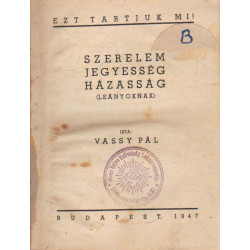 EZT TARTJUK MI!
B
SZERELEM
JEGYESSÉG
HÁZASSÁG
(LEÁNYOKNAK)
ÍRTA:
VASSY PÁL
BUDAPEST, 1947